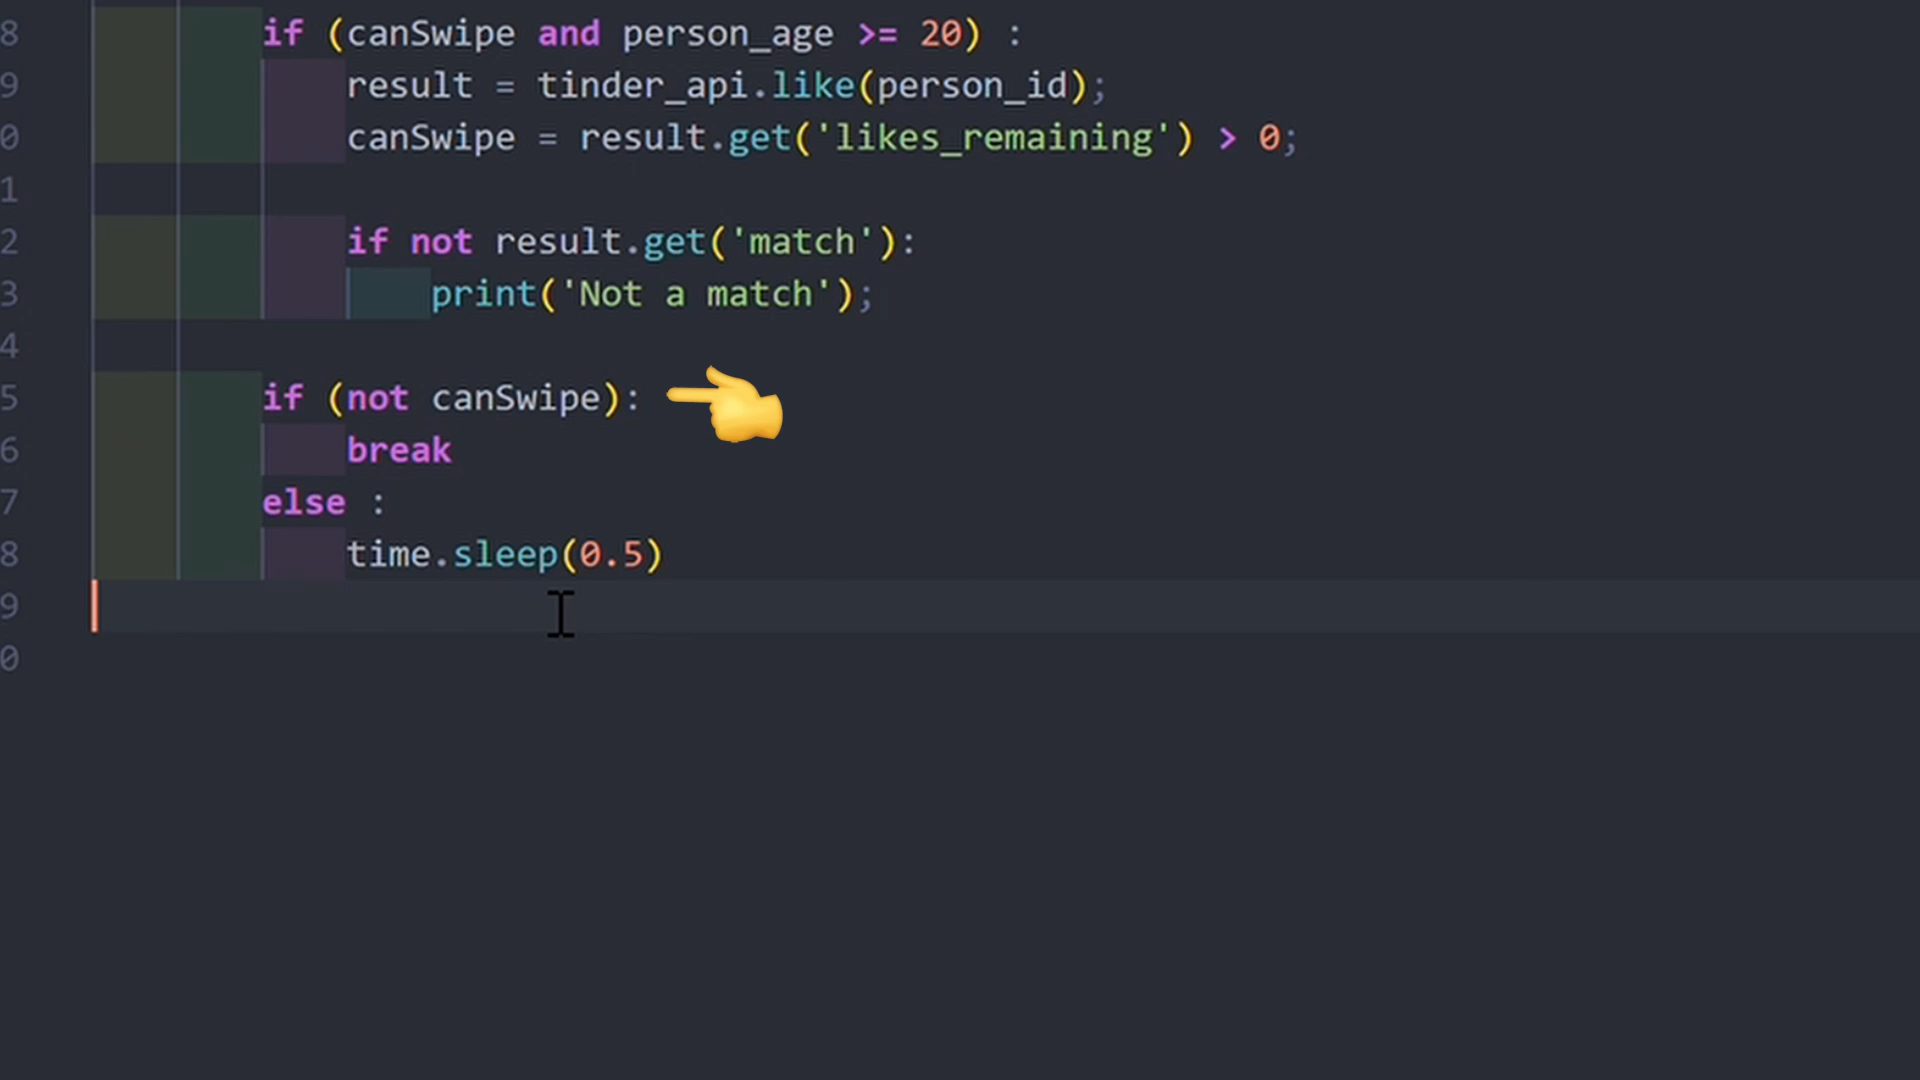 8 if (canSwipe and person_age >= 20) :
9 result = tinder_api.like(person_id);
0 canSwipe = result.get('likes_remaining') > 0;
1
2 if not result.get('match'):
3 print('Not a match');
4
5 if (not canSwipe):
6 break
7 else :
8 time.sleep(0.5)
9
0